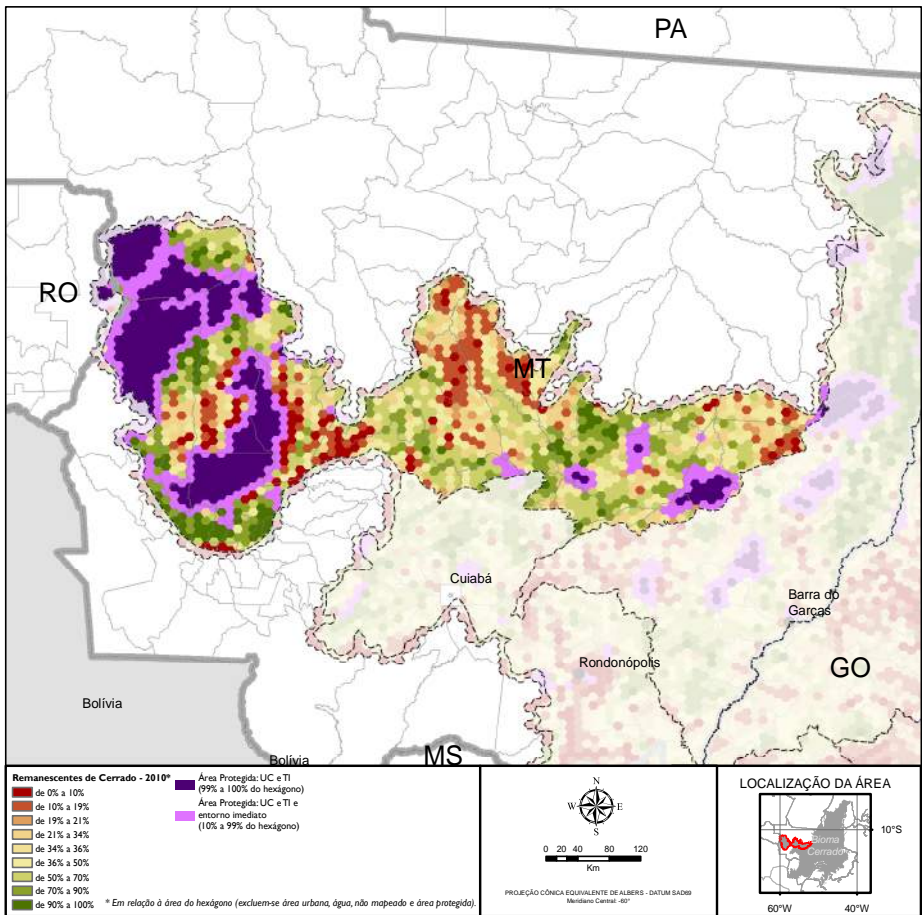 PA
RO
MT
Cuiabá
Barra do
Garças
Rondonópolis
GO
Bolívia
Bolívia
MS
Remanescentes de Cerrado - 2010*
de 0% a 10%
de 10% a 19%
de 19% a 21%
de 21% a 34%
de 34% a 36%
de 36% a 50%
de 50% a 70%
de 70% a 90%
de 90% a 100%
Área Protegida: UC e TI
(99% a 100% do hexágono)
Área Protegida: UC e TI e
entorno imediato
(10% a 99% do hexágono)
* Em relação à área do hexágono (excluem-se área urbana, água, não mapeado e área protegida).
N
W E
S
0 20 40 80 120
Km
PROJEÇÃO CÔNICA EQUIVALENTE DE ALBERS - DATUM SAD69
Meridiano Central: -60°
LOCALIZAÇÃO DA ÁREA
10°S
Bioma
Cerrado
60°W 40°W